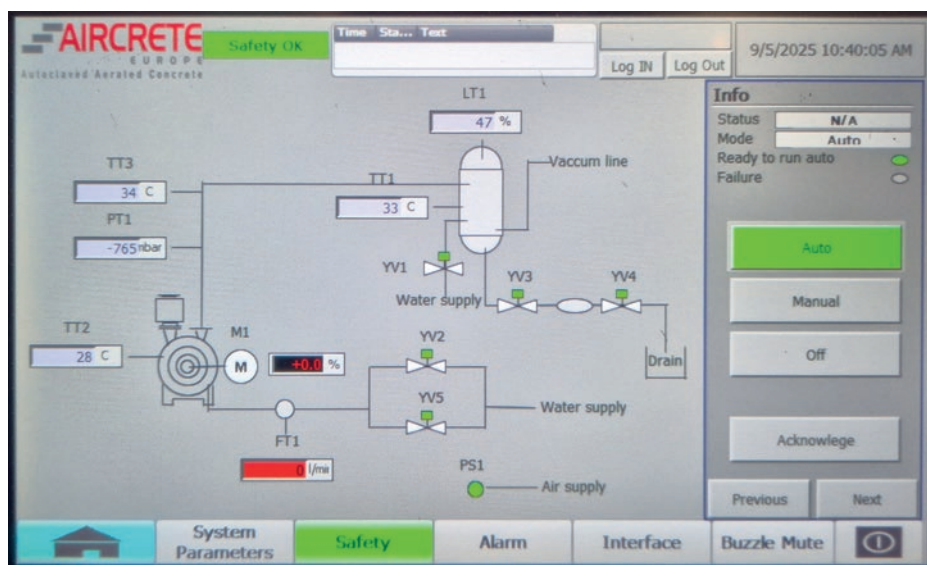 AIRCRETE
EUROPE
Autoclaved Aerated Concrete
Safety OK
Time Sta... Text
Log IN Log Out
9/5/2025 10:40:05 AM
LT1
47 %
Vaccum line
TT3
34 C
TT1
33 C
PT1
-765 mbar
YV1
Water supply
YV3
YV4
Drain
TT2
28 C
M1
M
+0.0 %
YV2
YV5
Water supply
FT1
0 l/min
PS1
Air supply
Info
Status N/A
Mode Auto
Ready to run auto
Failure
Auto
Manual
Off
Acknowlege
Previous Next
System Parameters
Safety
Alarm
Interface
Buzzle Mute